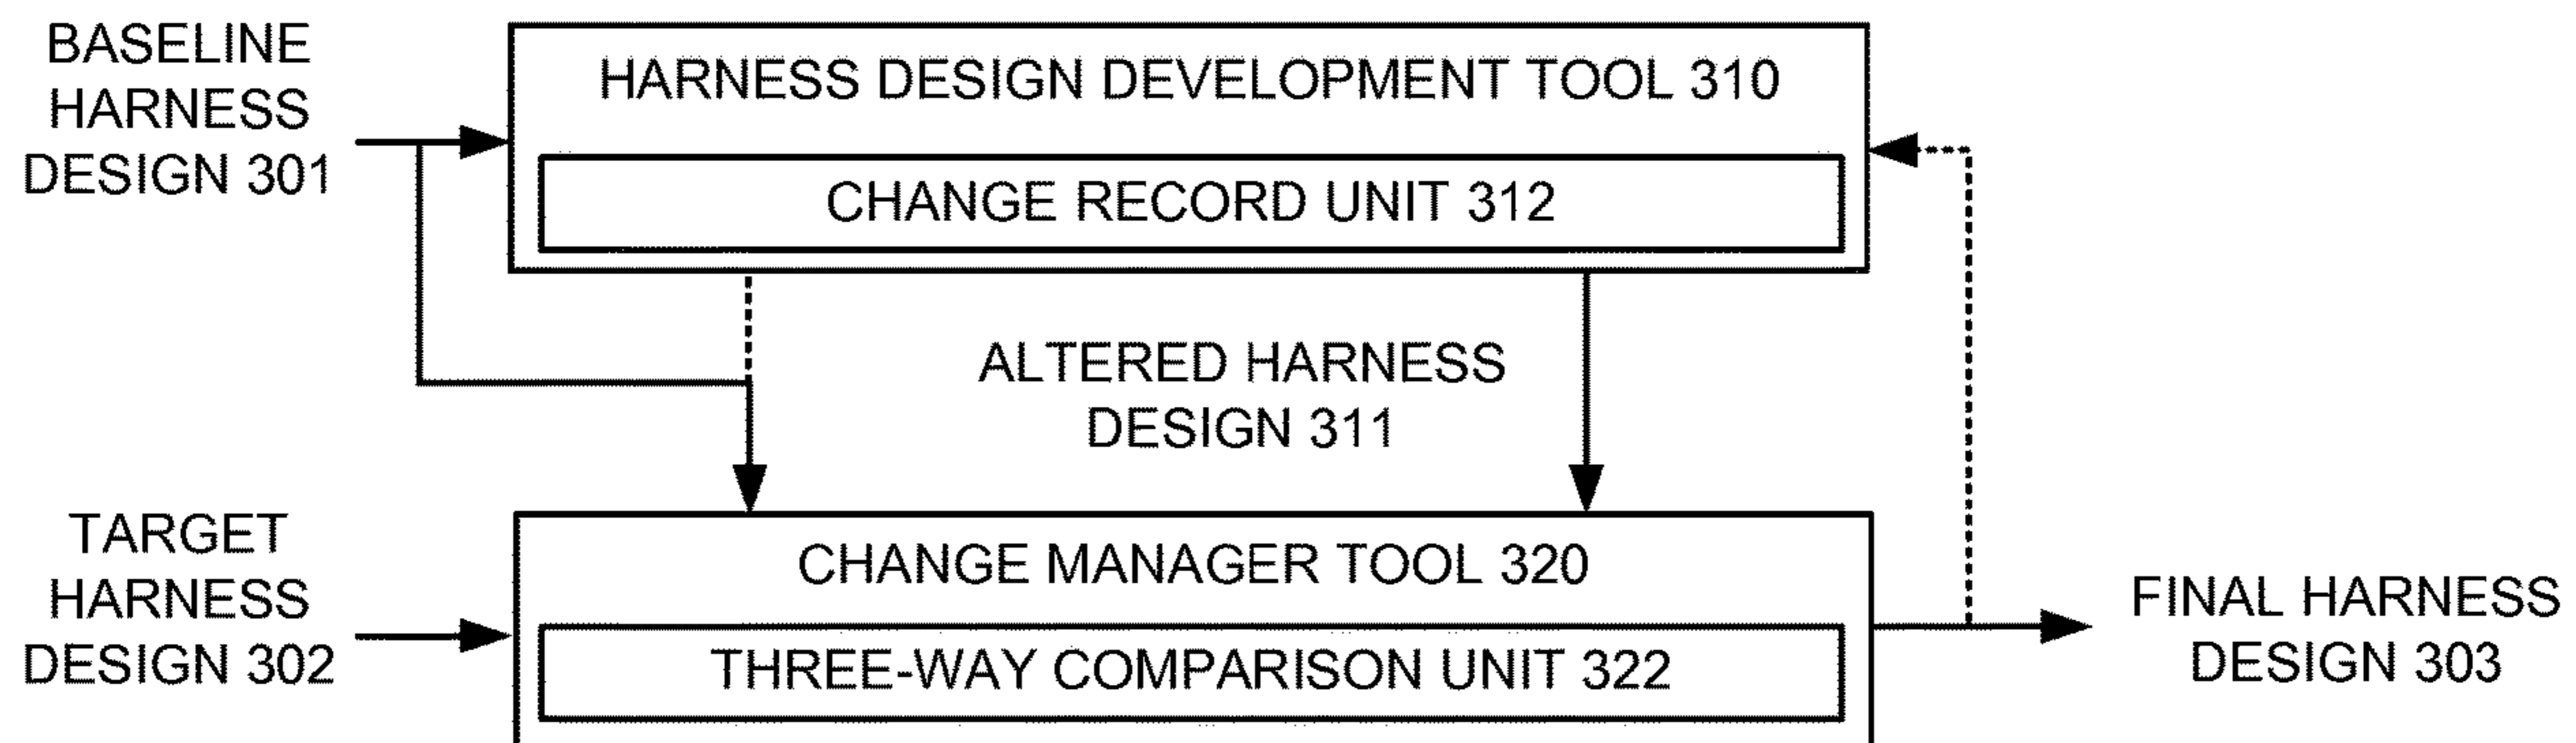 BASELINE
HARNESS
DESIGN 301
HARNESS DESIGN DEVELOPMENT TOOL 310
CHANGE RECORD UNIT 312
ALTERED HARNESS
DESIGN 311
TARGET
HARNESS
DESIGN 302
CHANGE MANAGER TOOL 320
THREE-WAY COMPARISON UNIT 322
FINAL HARNESS
DESIGN 303